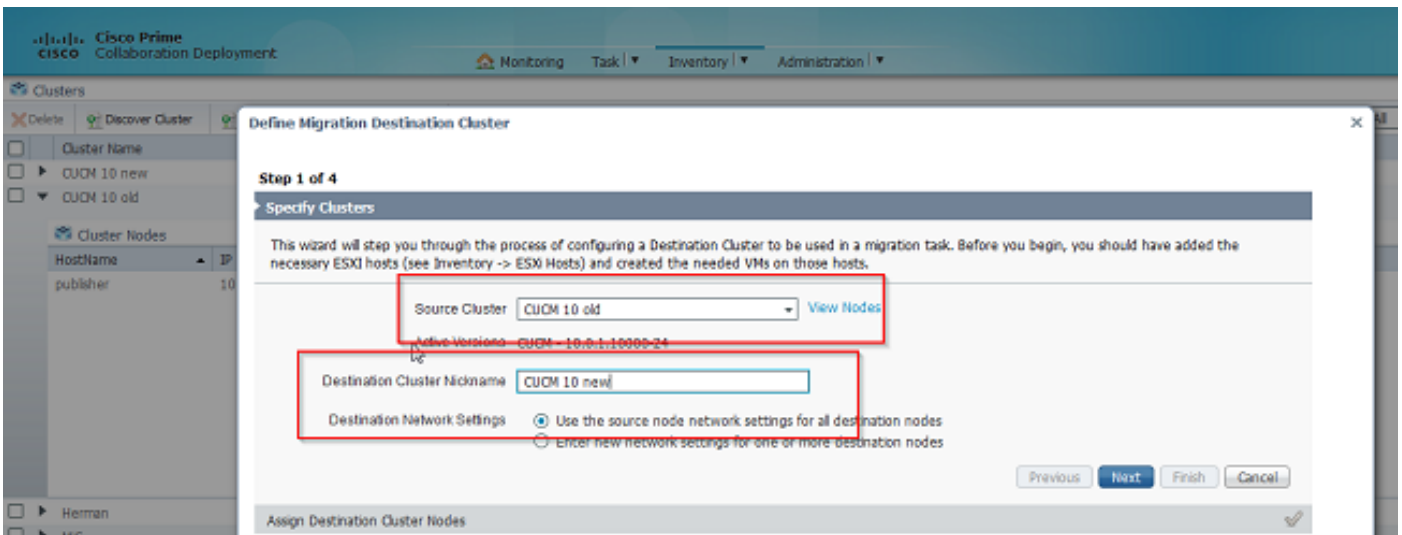 Cisco Prime
CISCO Collaboration Deployment
Monitoring Task Inventory Administration
Clusters
Delete Discover Cluster All
Define Migration Destination Cluster
Cluster Name
Step 1 of 4
CUCM 10 new
CUCM 10 old
Specify Clusters
Cluster Nodes
This wizard will step you through the process of configuring a Destination Cluster to be used in a migration task. Before you begin, you should have added the
HostName IP
necessary ESXI hosts (see Inventory -> ESXi Hosts) and created the needed VMs on those hosts.
publisher 10
Source Cluster CUCM 10 old View Nodes
Active Versions CUCM - 10.0.1.10000-24
Destination Cluster Nickname CUCM 10 new
Destination Network Settings Use the source node network settings for all destination nodes
Enter new network settings for one or more destination nodes
Previous Next Finish Cancel
Herman
Assign Destination Cluster Nodes